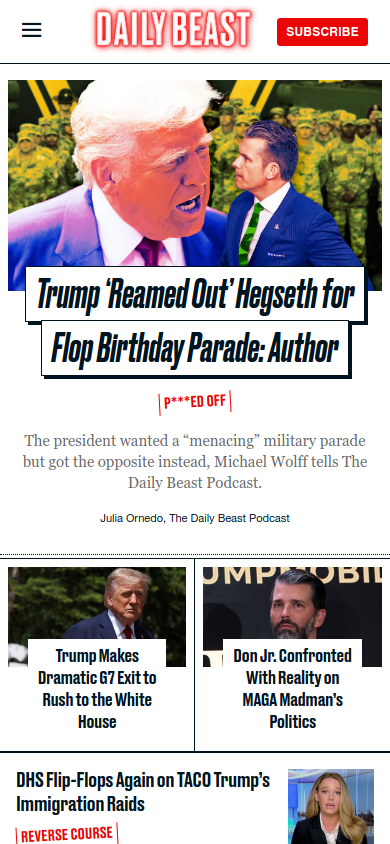 DAILY BEAST
SUBSCRIBE
Trump ‘Reamed Out’ Hegseth for
Flop Birthday Parade: Author
P***ED OFF
The president wanted a “menacing” military parade
but got the opposite instead, Michael Wolff tells The
Daily Beast Podcast.
Julia Ornedo, The Daily Beast Podcast
Trump Makes
Dramatic G7 Exit to
Rush to the White
House
Don Jr. Confronted
With Reality on
MAGA Madman’s
Politics
DHS Flip-Flops Again on TACO Trump’s
Immigration Raids
REVERSE COURSE